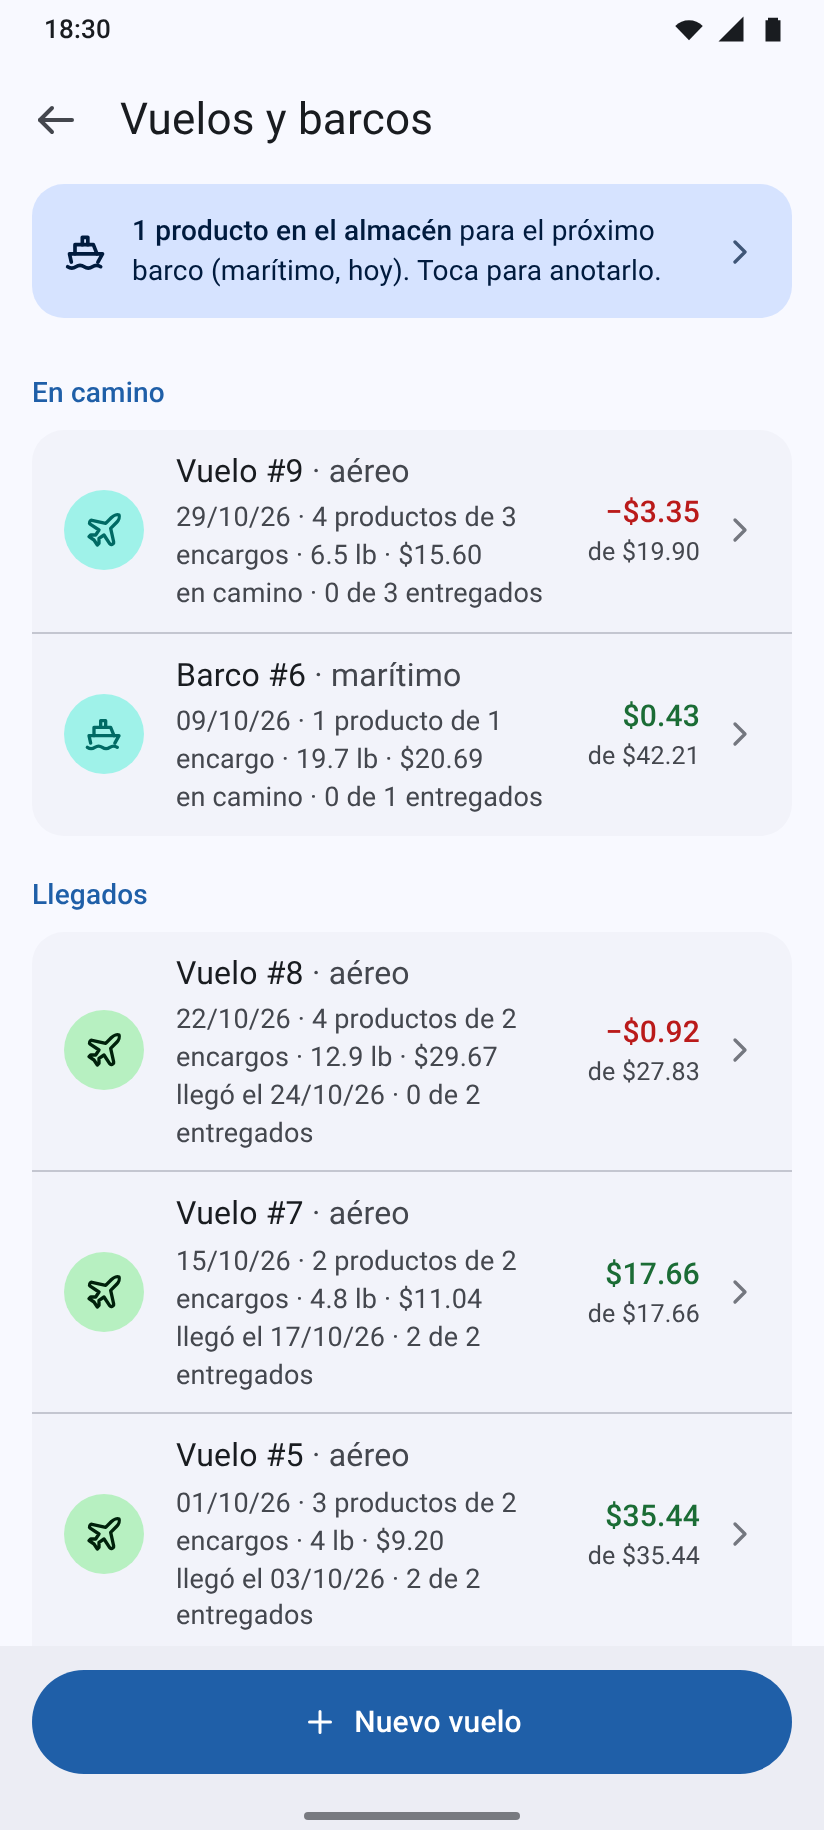 18:30
Vuelos y barcos
1 producto en el almacén para el próximo
barco (marítimo, hoy). Toca para anotarlo.
En camino
Vuelo #9 · aéreo
29/10/26 · 4 productos de 3
encargos · 6.5 lb · $15.60
en camino · 0 de 3 entregados
−$3.35
de $19.90
Barco #6 · marítimo
09/10/26 · 1 producto de 1
encargo · 19.7 lb · $20.69
en camino · 0 de 1 entregados
$0.43
de $42.21
Llegados
Vuelo #8 · aéreo
22/10/26 · 4 productos de 2
encargos · 12.9 lb · $29.67
llegó el 24/10/26 · 0 de 2
entregados
−$0.92
de $27.83
Vuelo #7 · aéreo
15/10/26 · 2 productos de 2
encargos · 4.8 lb · $11.04
llegó el 17/10/26 · 2 de 2
entregados
$17.66
de $17.66
Vuelo #5 · aéreo
01/10/26 · 3 productos de 2
encargos · 4 lb · $9.20
llegó el 03/10/26 · 2 de 2
entregados
$35.44
de $35.44
+ Nuevo vuelo